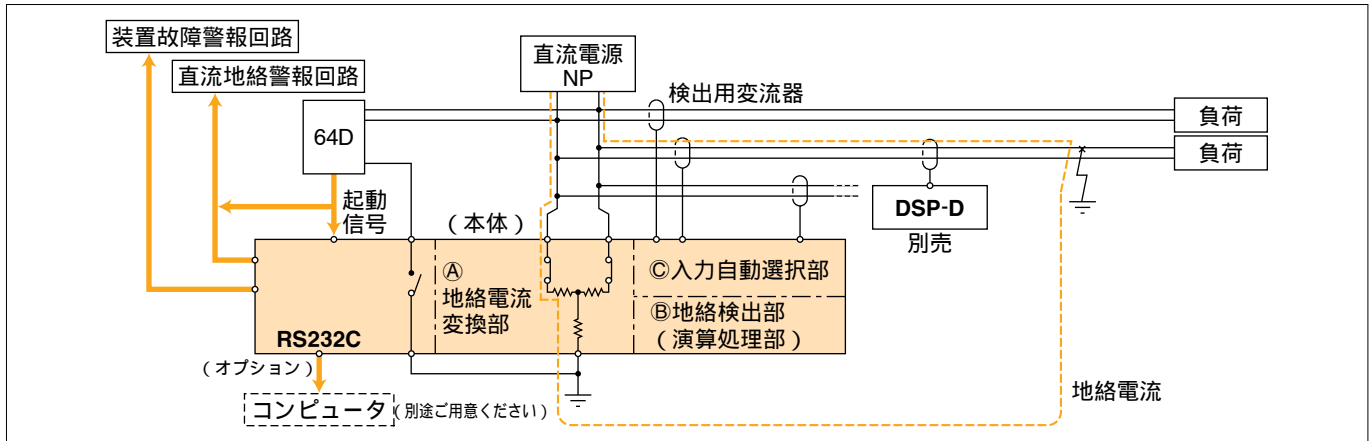 装置故障警報回路
直流地絡警報回路
直流電源
NP
検出用変流器
負荷
64D
負荷
起動
信号
(本体)
DSP-D
別売
Ⓐ
地絡電流
変換部
Ⓒ入力自動選択部
Ⓑ地絡検出部
(演算処理部)
RS232C
(オプション)
コンピュータ(別途ご用意ください)
地絡電流